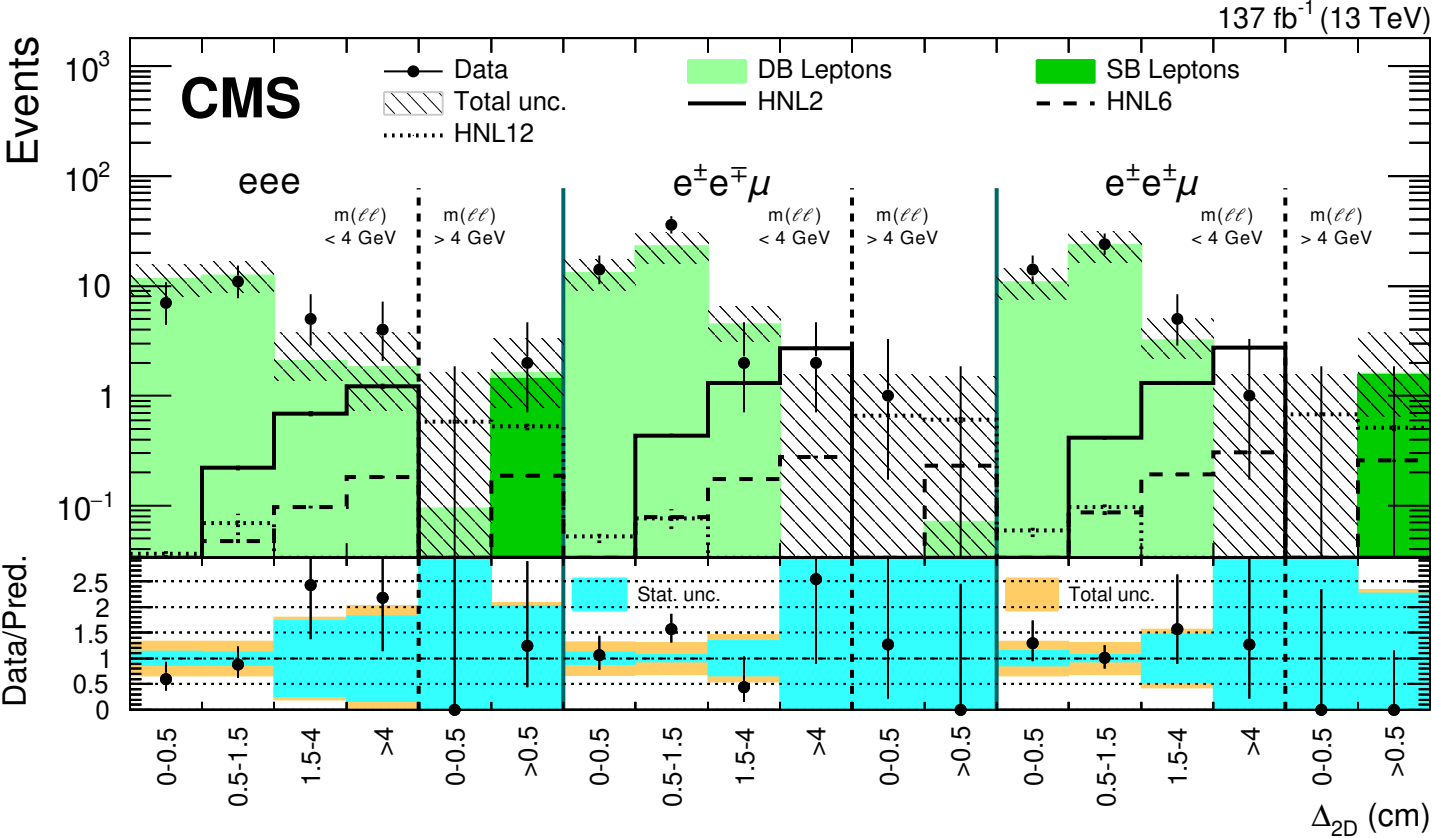 137 fb⁻¹ (13 TeV)
Events
CMS
Data
DB Leptons
SB Leptons
Total unc.
HNL2
HNL6
HNL12
10³
10²
10
1
10⁻¹
eee
e±e∓μ
e±e±μ
m(ℓℓ)
< 4 GeV
m(ℓℓ)
> 4 GeV
m(ℓℓ)
< 4 GeV
m(ℓℓ)
> 4 GeV
m(ℓℓ)
< 4 GeV
m(ℓℓ)
> 4 GeV
Data/Pred.
2.5
2
1.5
1
0.5
0
Stat. unc.
Total unc.
0-0.5
0.5-1.5
1.5-4
>4
0-0.5
>0.5
0-0.5
0.5-1.5
1.5-4
>4
0-0.5
>0.5
0-0.5
0.5-1.5
1.5-4
>4
0-0.5
>0.5
Δ2D (cm)